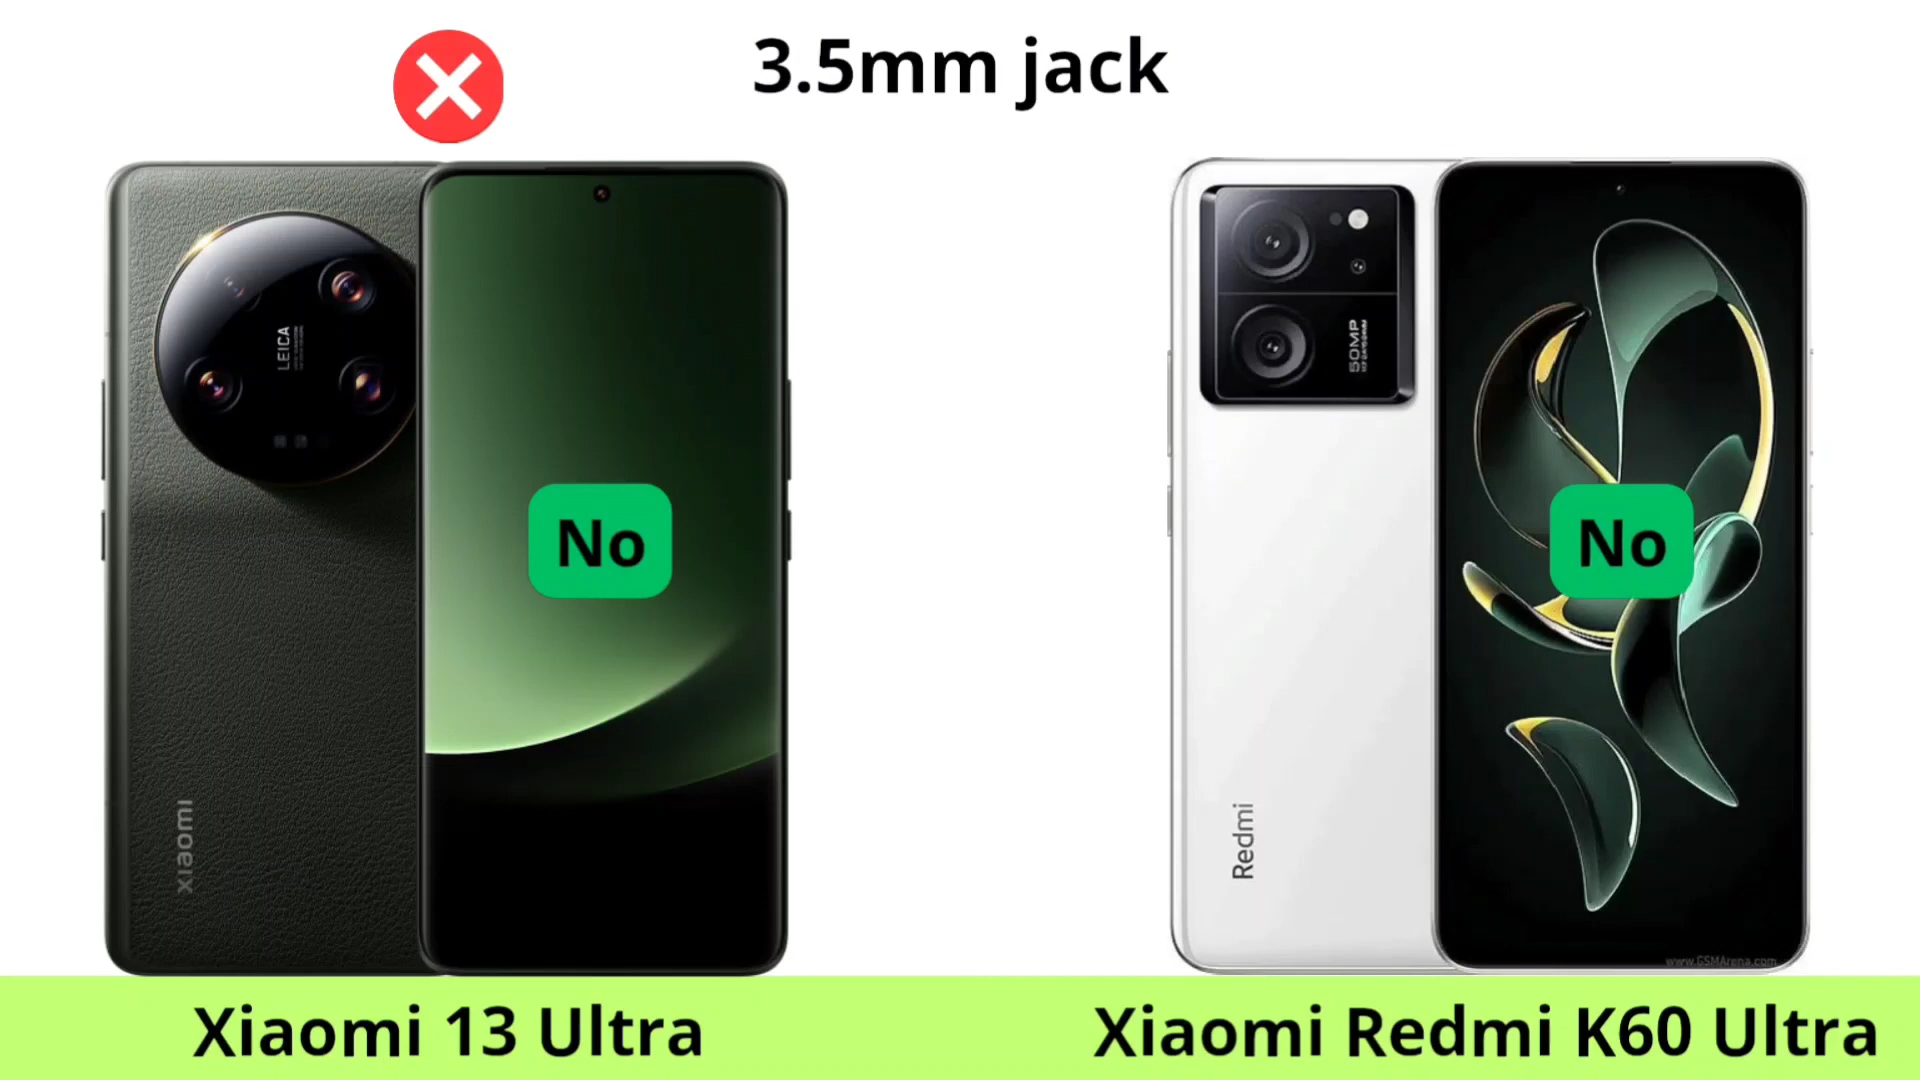 3.5mm jack
LEICA
No
xiaomi
50MP
No
Redmi
www.GSMArena.com
Xiaomi 13 Ultra
Xiaomi Redmi K60 Ultra